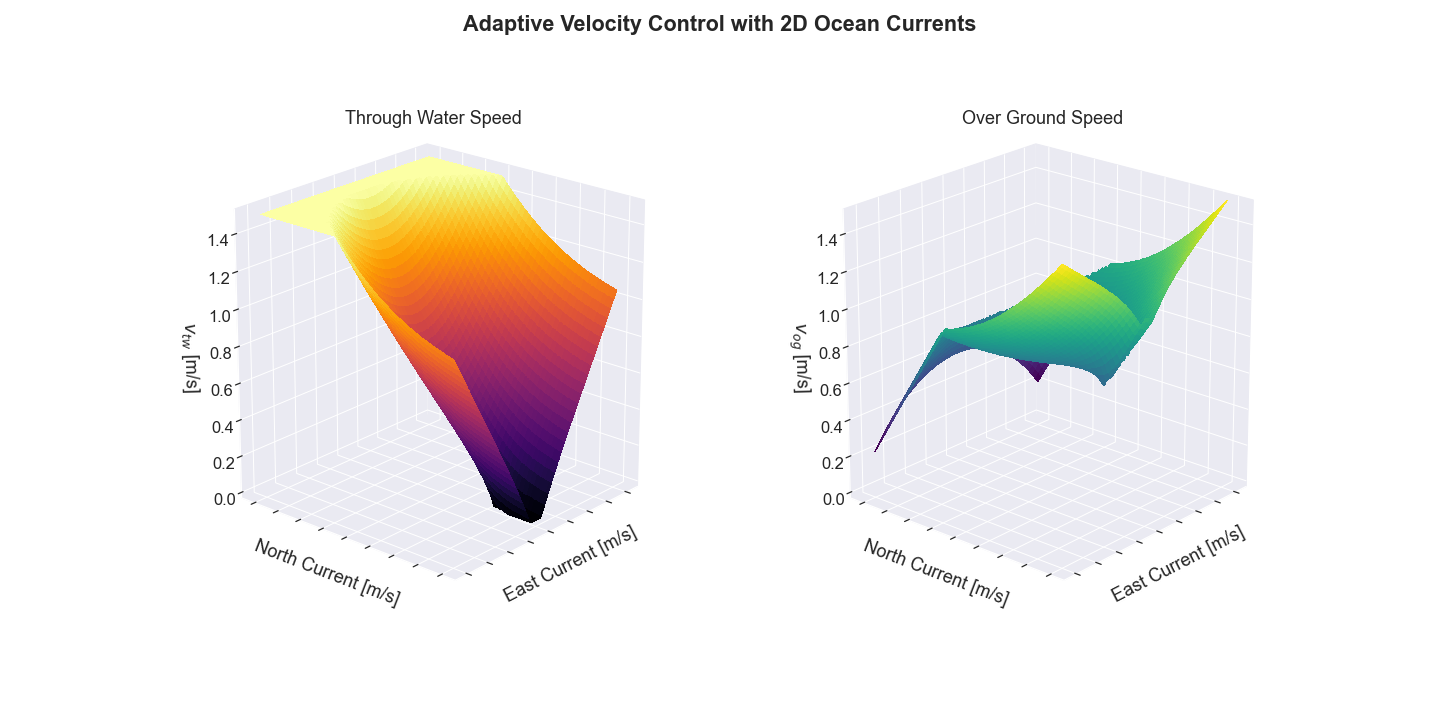 Adaptive Velocity Control with 2D Ocean Currents
Through Water Speed
1.4
1.2
1.0
0.8
0.6
0.4
0.2
0.0
v_tw [m/s]
North Current [m/s]
East Current [m/s]
Over Ground Speed
1.4
1.2
1.0
0.8
0.6
0.4
0.2
0.0
v_og [m/s]
North Current [m/s]
East Current [m/s]